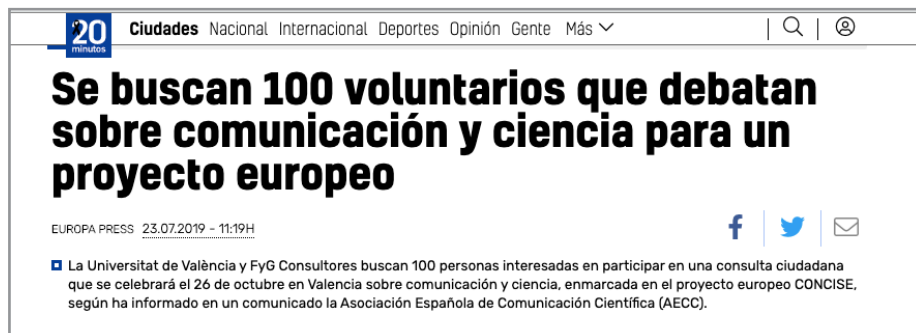 20
minutos
Ciudades Nacional Internacional Deportes Opinión Gente Más
Se buscan 100 voluntarios que debatan
sobre comunicación y ciencia para un
proyecto europeo
EUROPA PRESS 23.07.2019 - 11:19H
La Universitat de València y FyG Consultores buscan 100 personas interesadas en participar en una consulta ciudadana
que se celebrará el 26 de octubre en Valencia sobre comunicación y ciencia, enmarcada en el proyecto europeo CONCISE,
según ha informado en un comunicado la Asociación Española de Comunicación Científica (AECC).